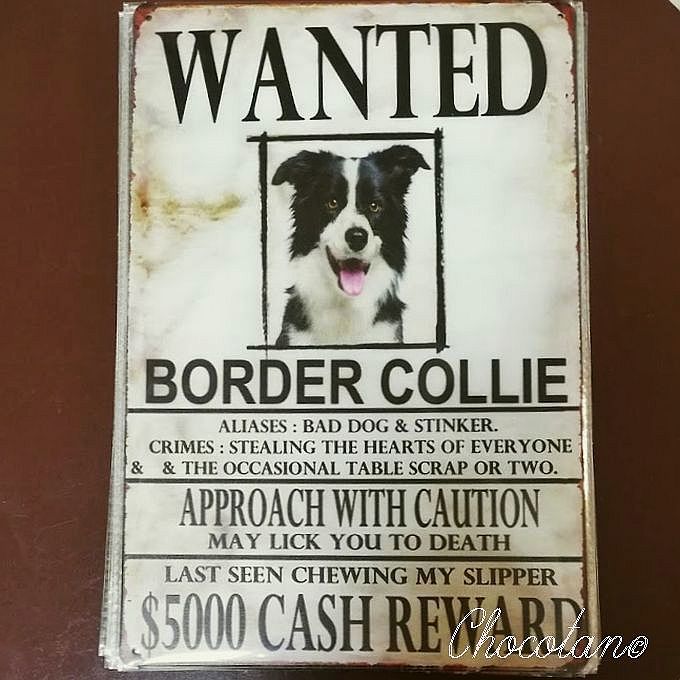 WANTED
BORDER COLLIE
ALIASES : BAD DOG & STINKER.
CRIMES : STEALING THE HEARTS OF EVERYONE
& & THE OCCASIONAL TABLE SCRAP OR TWO.
APPROACH WITH CAUTION
MAY LICK YOU TO DEATH
LAST SEEN CHEWING MY SLIPPER
$5000 CASH REWARD
Chocotan©